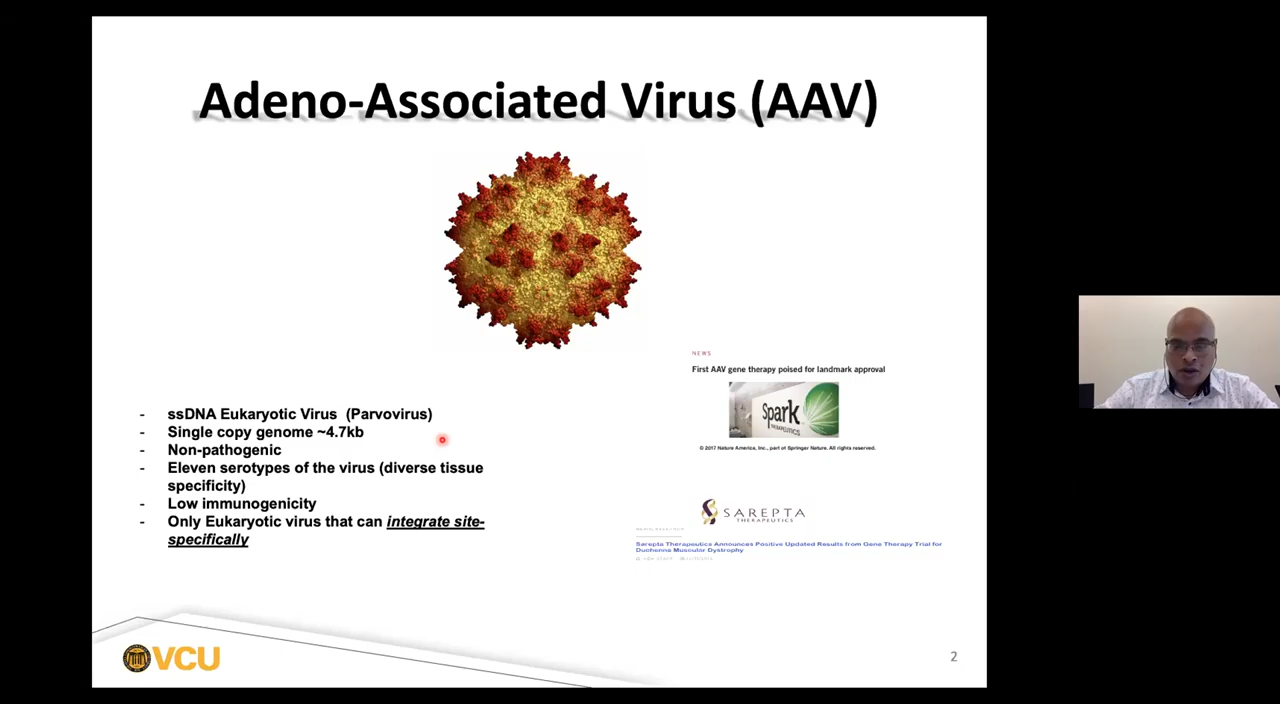 Adeno-Associated Virus (AAV)
NEWS
First AAV gene therapy poised for landmark approval
Spark
THERAPEUTICS
© 2017 Nature America, Inc., part of Springer Nature. All rights reserved.
- ssDNA Eukaryotic Virus (Parvovirus)
- Single copy genome ~4.7kb
- Non-pathogenic
- Eleven serotypes of the virus (diverse tissue
specificity)
- Low immunogenicity
- Only Eukaryotic virus that can integrate site-
specifically
SAREPTA
THERAPEUTICS
Sarepta Therapeutics Announces Positive Updated Results from Gene Therapy Trial for
Duchenne Muscular Dystrophy
VCU
2